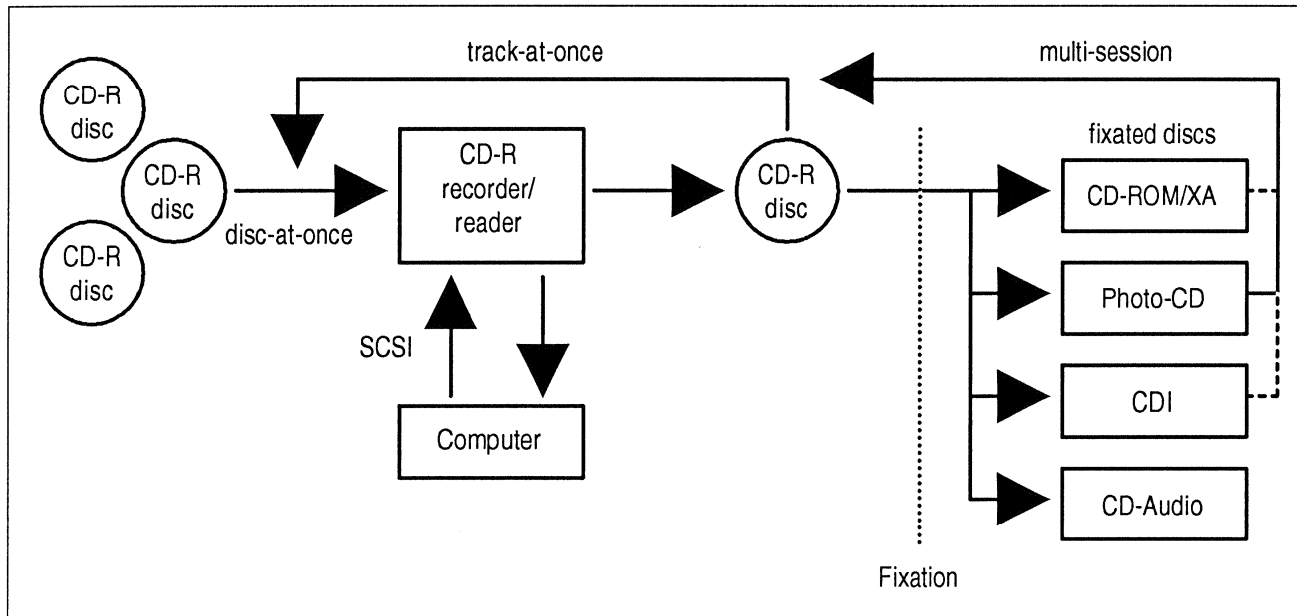 track-at-once
multi-session
CD-R
disc
CD-R
disc
CD-R
disc
disc-at-once
CD-R
recorder/
reader
CD-R
disc
fixated discs
CD-ROM/XA
Photo-CD
CDI
CD-Audio
SCSI
Computer
Fixation